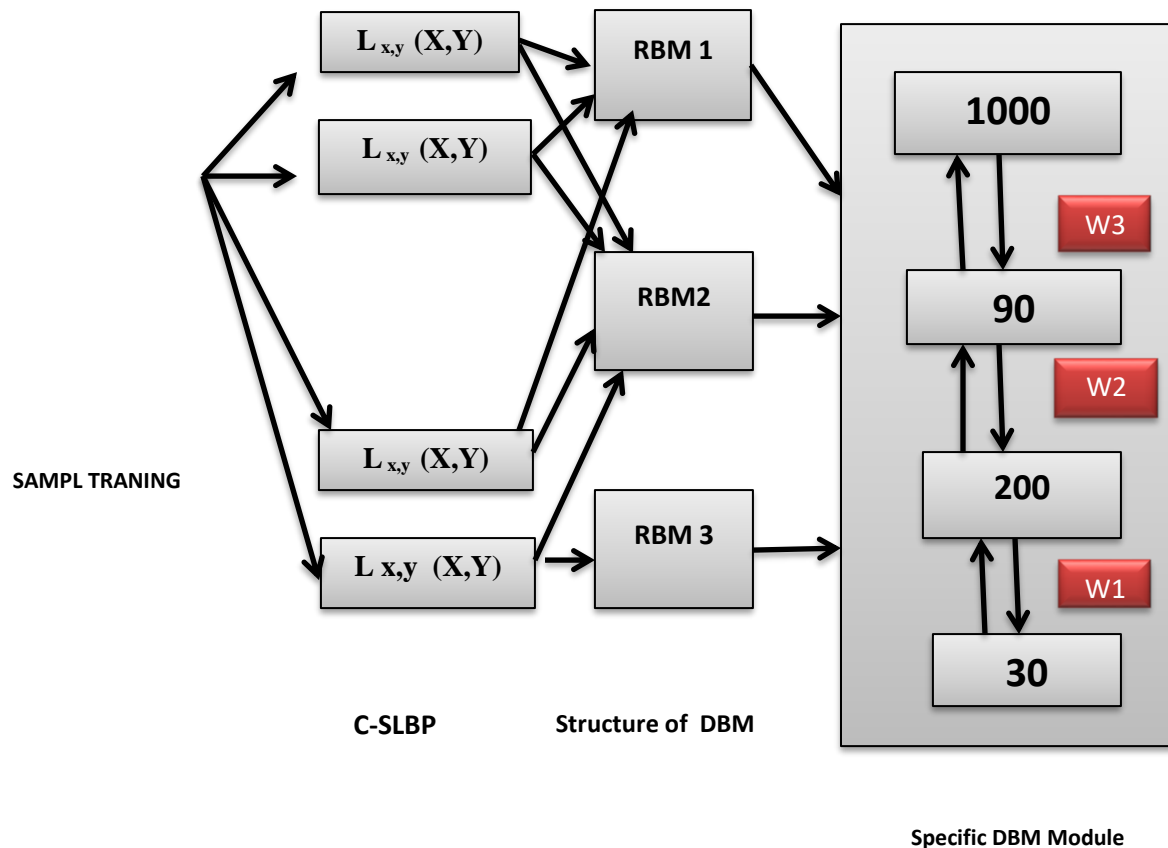 L x,y (X,Y)
RBM 1
1000
L x,y (X,Y)
W3
RBM2
90
W2
L x,y (X,Y)
SAMPL TRANING
200
RBM 3
L x,y (X,Y)
W1
30
C-SLBP
Structure of DBM
Specific DBM Module